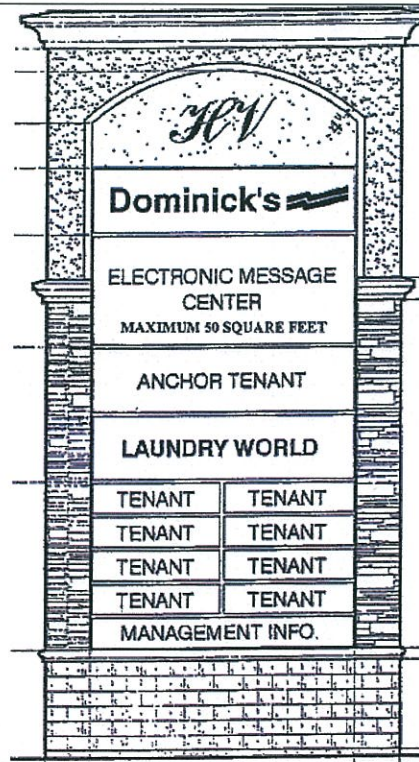 HV
Dominick's
ELECTRONIC MESSAGE
CENTER
MAXIMUM 50 SQUARE FEET
ANCHOR TENANT
LAUNDRY WORLD
TENANT TENANT
TENANT TENANT
TENANT TENANT
TENANT TENANT
MANAGEMENT INFO.